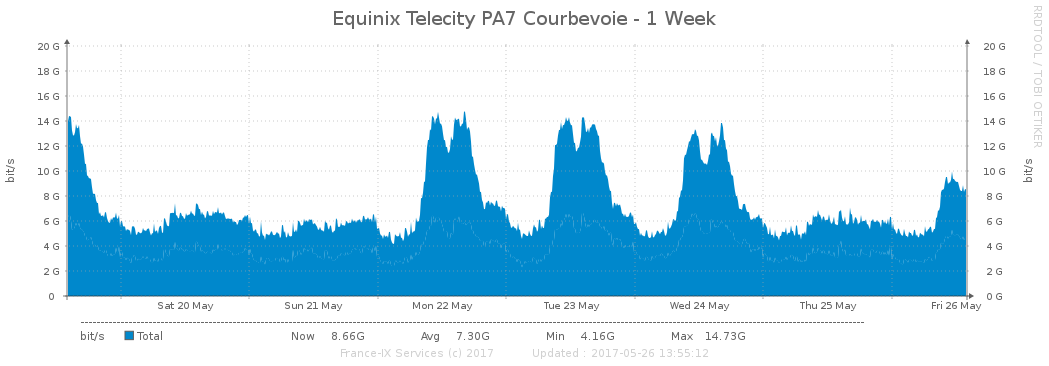 Equinix Telecity PA7 Courbevoie - 1 Week
RRDTOOL / TOBI OETIKER
bit/s
20 G 20 G
18 G 18 G
16 G 16 G
14 G 14 G
12 G 12 G
10 G 10 G
8 G 8 G
6 G 6 G
4 G 4 G
2 G 2 G
0 0 G
bit/s
Sat 20 May Sun 21 May Mon 22 May Tue 23 May Wed 24 May Thu 25 May Fri 26 May
bit/s Total Now 8.66G Avg 7.30G Min 4.16G Max 14.73G
France-IX Services (c) 2017 Updated : 2017-05-26 13:55:12